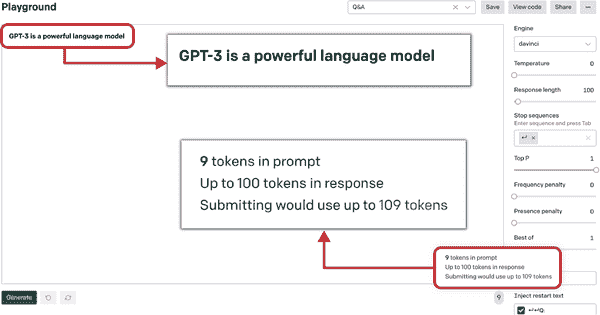 Playground
Q&A
Save
View code
Share
GPT-3 is a powerful language model
GPT-3 is a powerful language model
9 tokens in prompt
Up to 100 tokens in response
Submitting would use up to 109 tokens
9 tokens in prompt
Up to 100 tokens in response
Submitting would use up to 109 tokens
Generate
9
Engine
davinci
Temperature 0
Response length 100
Stop sequences
Enter sequence and press Tab
↵
Top P 1
Frequency penalty 0
Presence penalty 0
Best of 1
Inject restart text
↵↵Q: